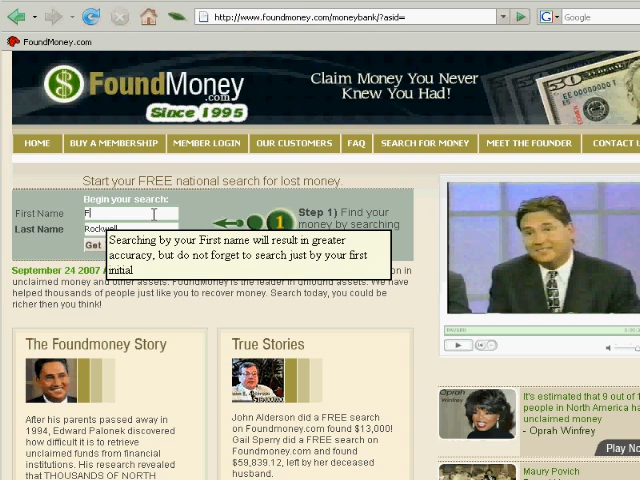 http://www.foundmoney.com/moneybank/?asid=
Google
FoundMoney.com
FoundMoney
.com
Since 1995
Claim Money You Never
Knew You Had!
HOME
BUY A MEMBERSHIP
MEMBER LOGIN
OUR CUSTOMERS
FAQ
SEARCH FOR MONEY
MEET THE FOUNDER
CONTACT U
Start your FREE national search for lost money.
Begin your search:
First Name
F
Last Name
Rockwell
Get
1
Step 1) Find your
money by searching
Searching by your First name will result in greater
accuracy, but do not forget to search just by your first
initial
September 24 2007
on in
unclaimed money and other assets. FoundMoney is the leader in unfound assets. We have
helped thousands of people just like you to recover money. Search today, you could be
richer then you think!
The Foundmoney Story
After his parents passed away in
1994, Edward Palonek discovered
how difficult it is to retrieve
unclaimed funds from financial
institutions. His research revealed
that THOUSANDS OF NORTH
True Stories
John Alderson did a FREE search
on Foundmoney.com found $13,000!
Gail Sperry did a FREE search on
Foundmoney.com and found
$59,839.12, left by her deceased
husband.
PAUSED
Oprah
Winfrey
It's estimated that 9 out of 1
people in North America ha
unclaimed money
- Oprah Winfrey
Play No
Maury Povich